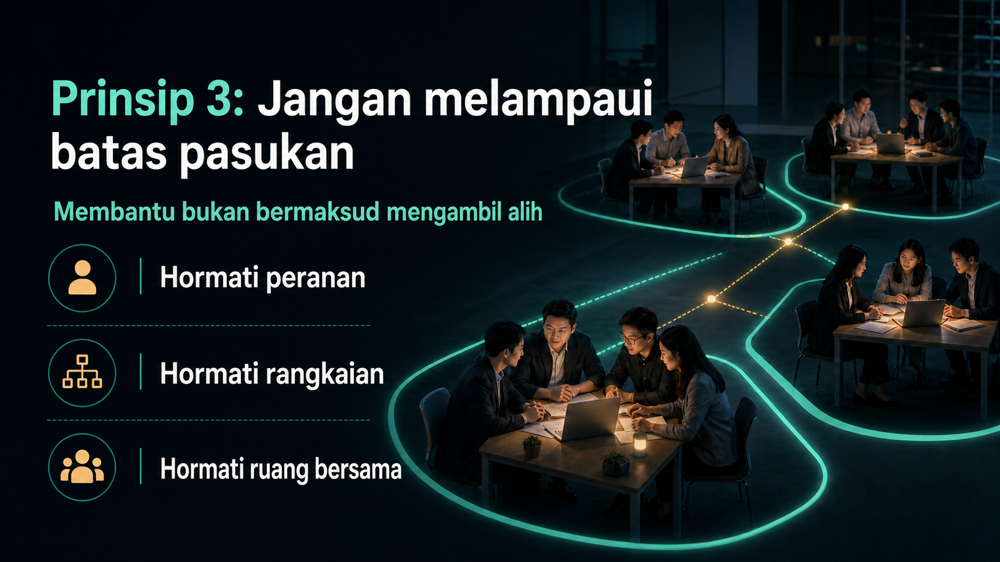 Prinsip 3: Jangan melampaui
batas pasukan
Membantu bukan bermaksud mengambil alih
Hormati peranan
Hormati rangkaian
Hormati ruang bersama